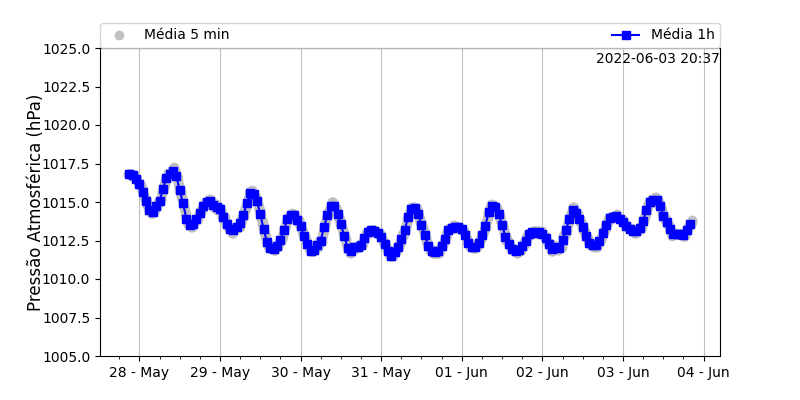 Média 5 min
Média 1h
2022-06-03 20:37
Pressão Atmosférica (hPa)
1025.0
1022.5
1020.0
1017.5
1015.0
1012.5
1010.0
1007.5
1005.0
28 - May
29 - May
30 - May
31 - May
01 - Jun
02 - Jun
03 - Jun
04 - Jun